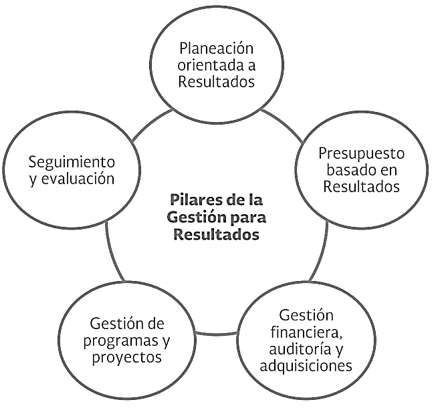 Planeación
orientada a
Resultados
Presupuesto
basado en
Resultados
Gestión
financiera,
auditoría y
adquisiciones
Gestión de
programas y
proyectos
Seguimiento
y evaluación
Pilares de la
Gestión para
Resultados